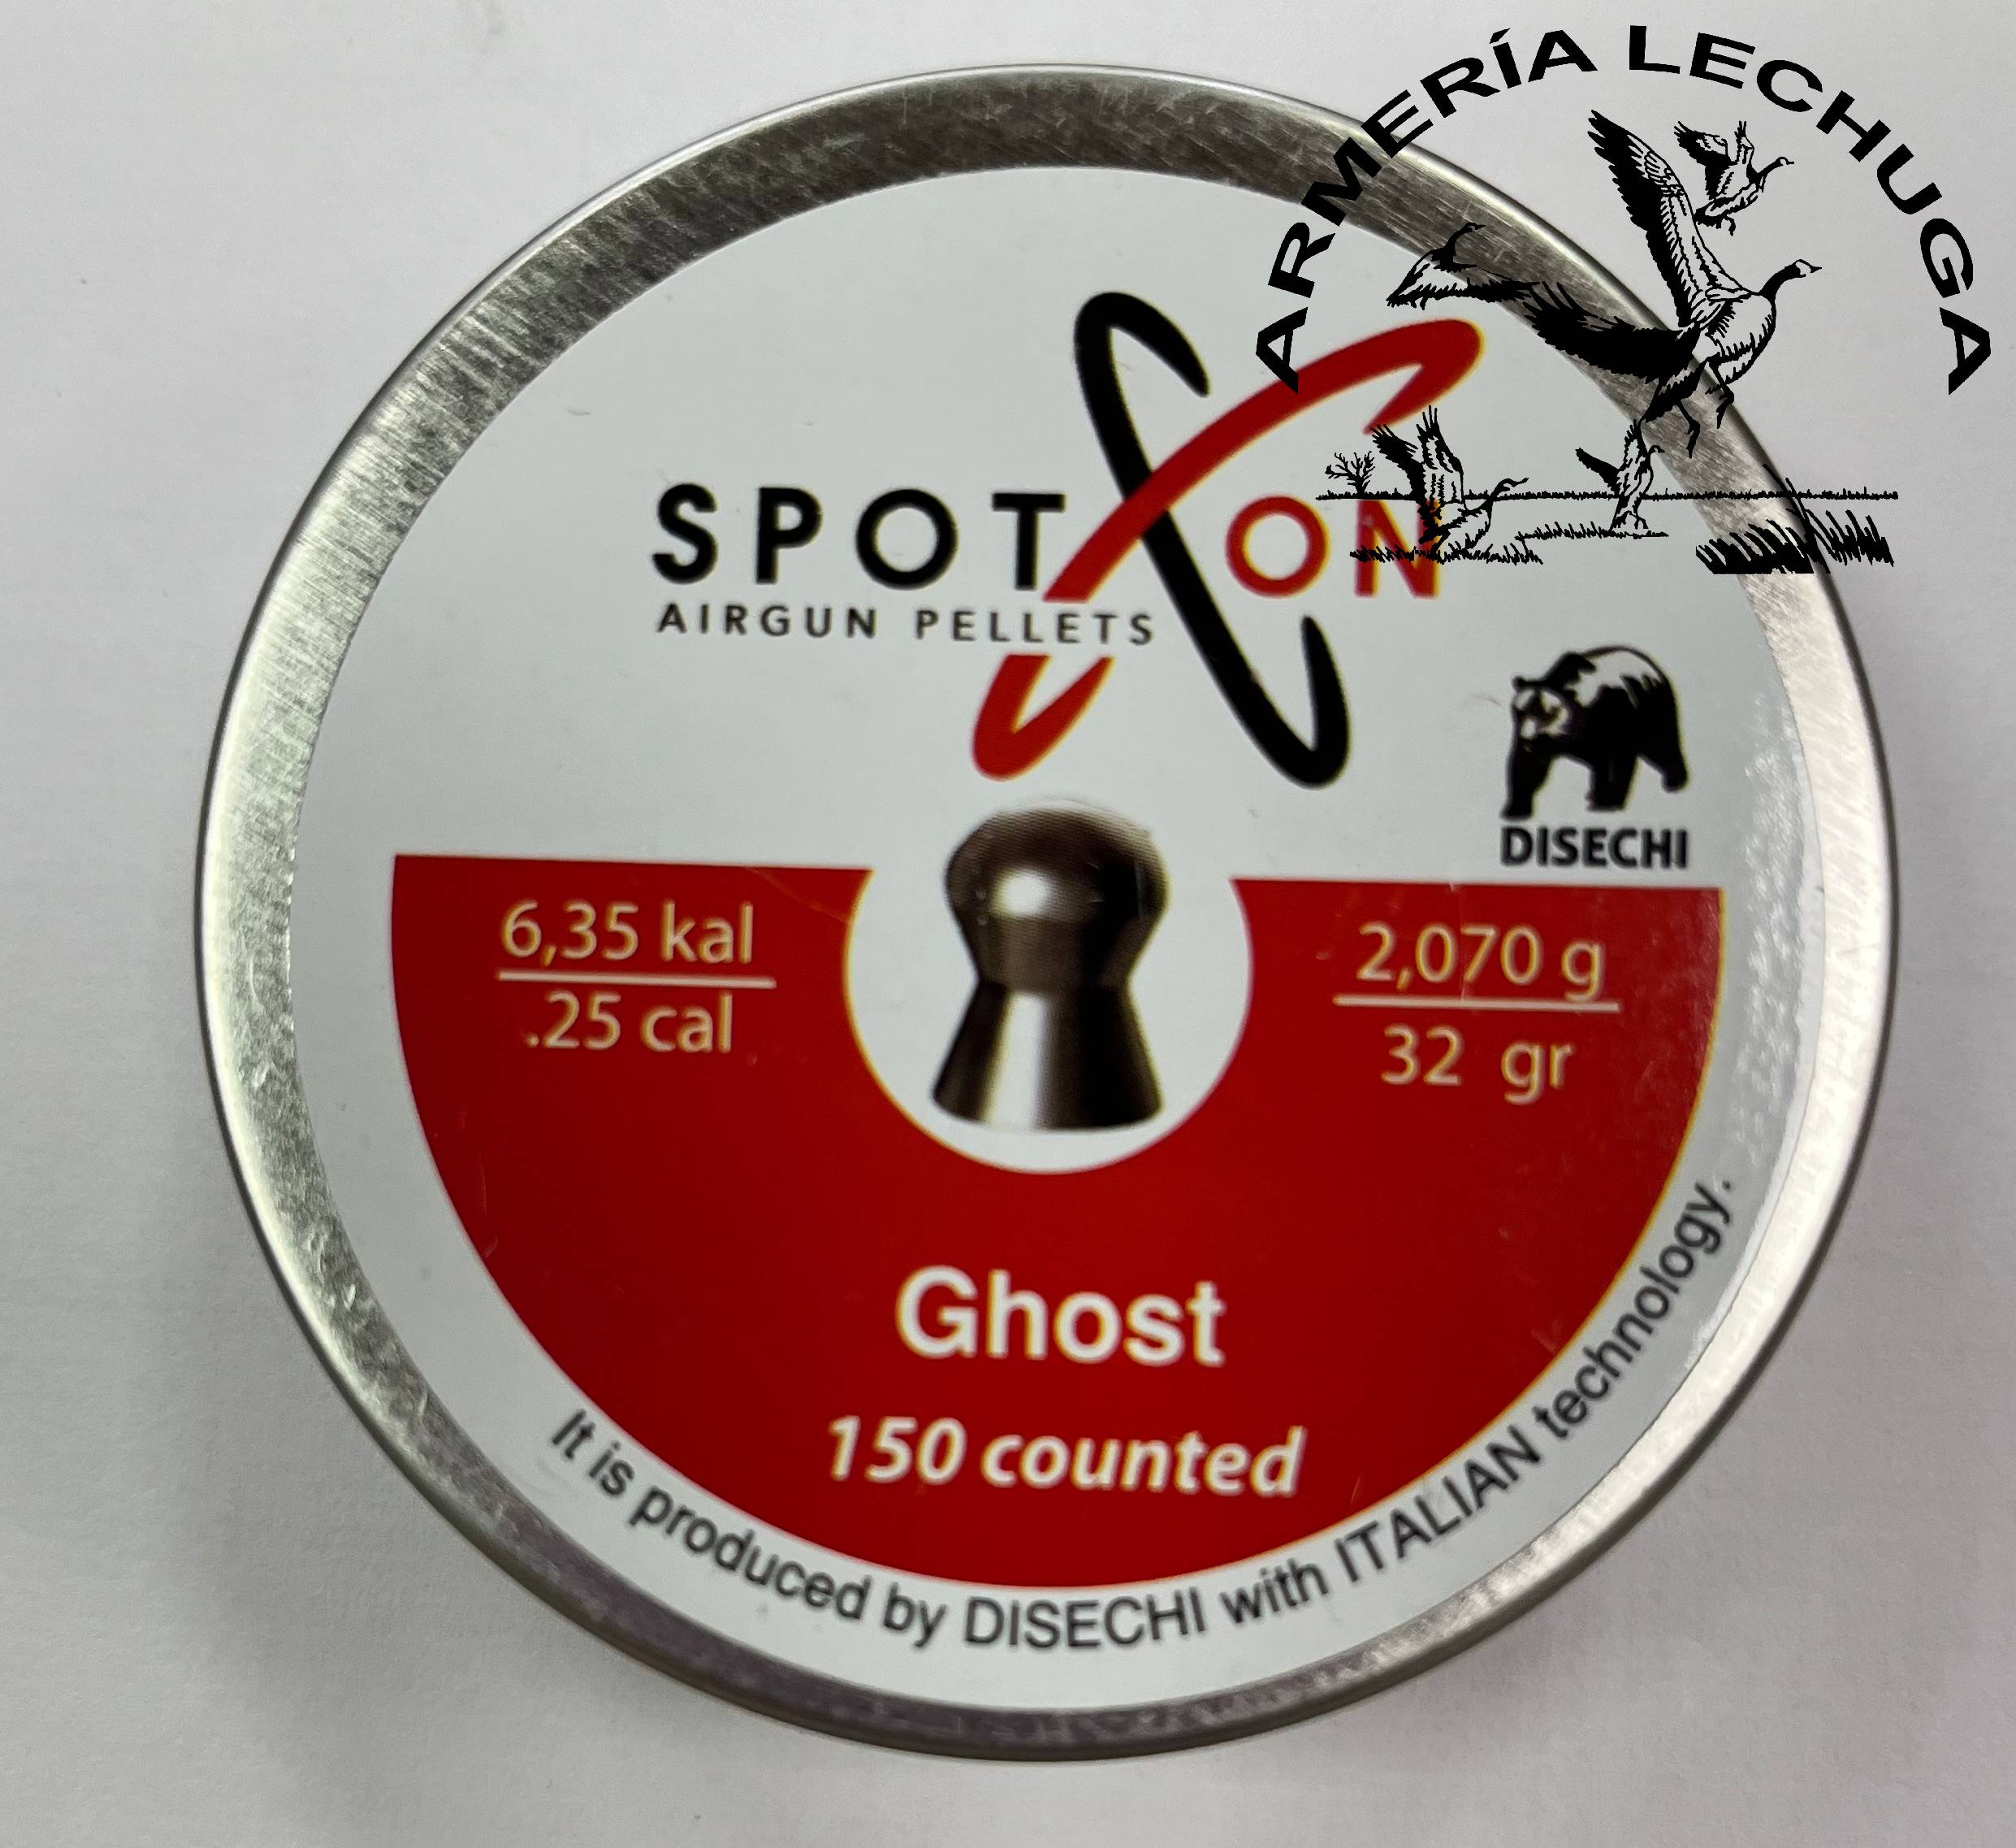 ARMERÍA LECHUGA
SPOT ON
AIRGUN PELLETS
DISECHI
6,35 kal
.25 cal
2,070 g
32 gr
Ghost
150 counted
It is produced by DISECHI with ITALIAN technology.